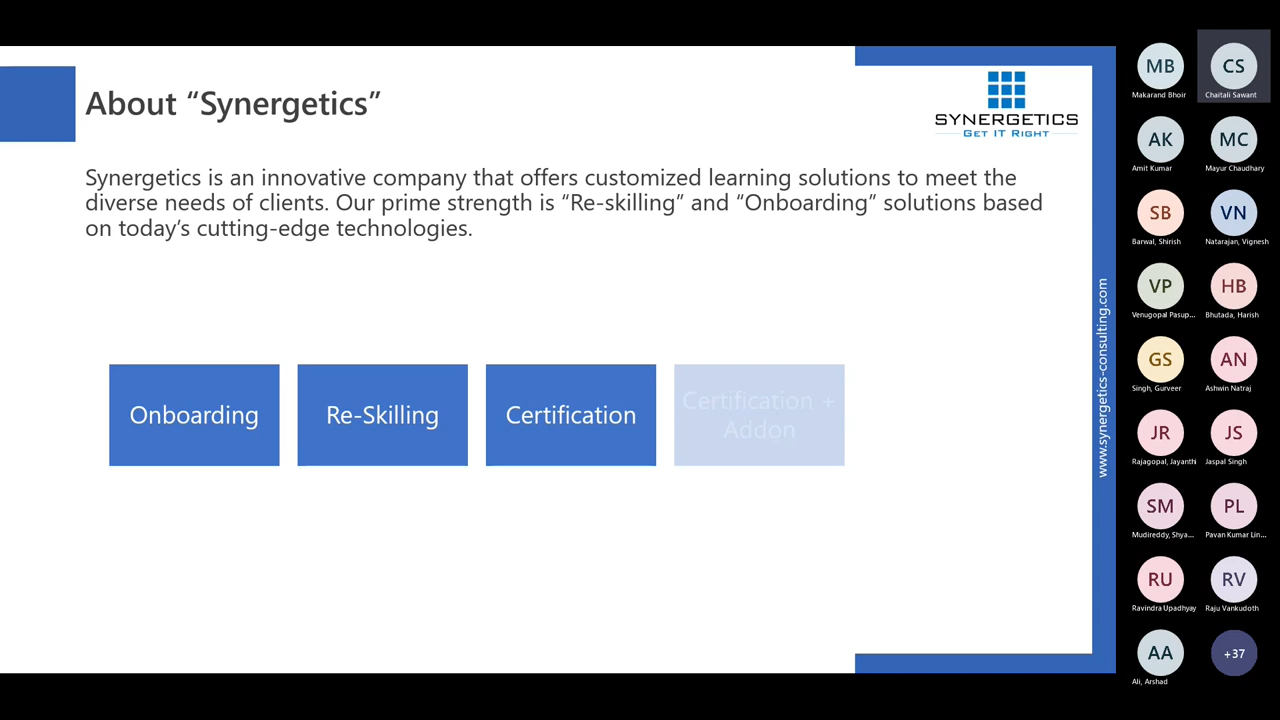 About “Synergetics”
SYNERGETICS
GET IT RIGHT
Synergetics is an innovative company that offers customized learning solutions to meet the
diverse needs of clients. Our prime strength is “Re-skilling” and “Onboarding” solutions based
on today’s cutting-edge technologies.
Onboarding
Re-Skilling
Certification
Certification +
Addon
www.synergetics-consulting.com
MB
Makarand Bhoir
CS
Chaitali Sawant
AK
Amit Kumar
MC
Mayur Chaudhary
SB
Barwal, Shirish
VN
Natarajan, Vignesh
VP
Venugopal Pasup...
HB
Bhutada, Harish
GS
Singh, Gurveer
AN
Ashwin Natraj
JR
Rajagopal, Jayanthi
JS
Jaspal Singh
SM
Mudireddy, Shya...
PL
Pavan Kumar Lin...
RU
Ravindra Upadhyay
RV
Raju Vankudoth
AA
Ali, Arshad
+37